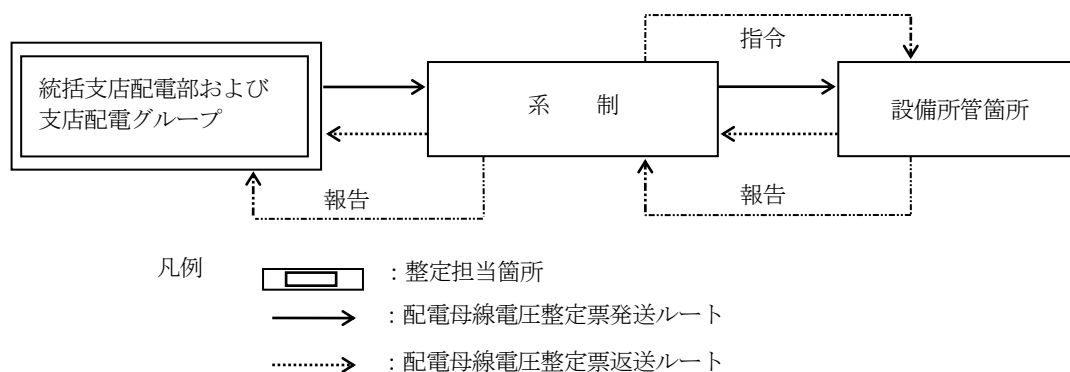 指令
統括支店配電部および
支店配電グループ
系 制
設備所管箇所
報告
報告
凡例
：整定担当箇所
：配電母線電圧整定票発送ルート
：配電母線電圧整定票返送ルート